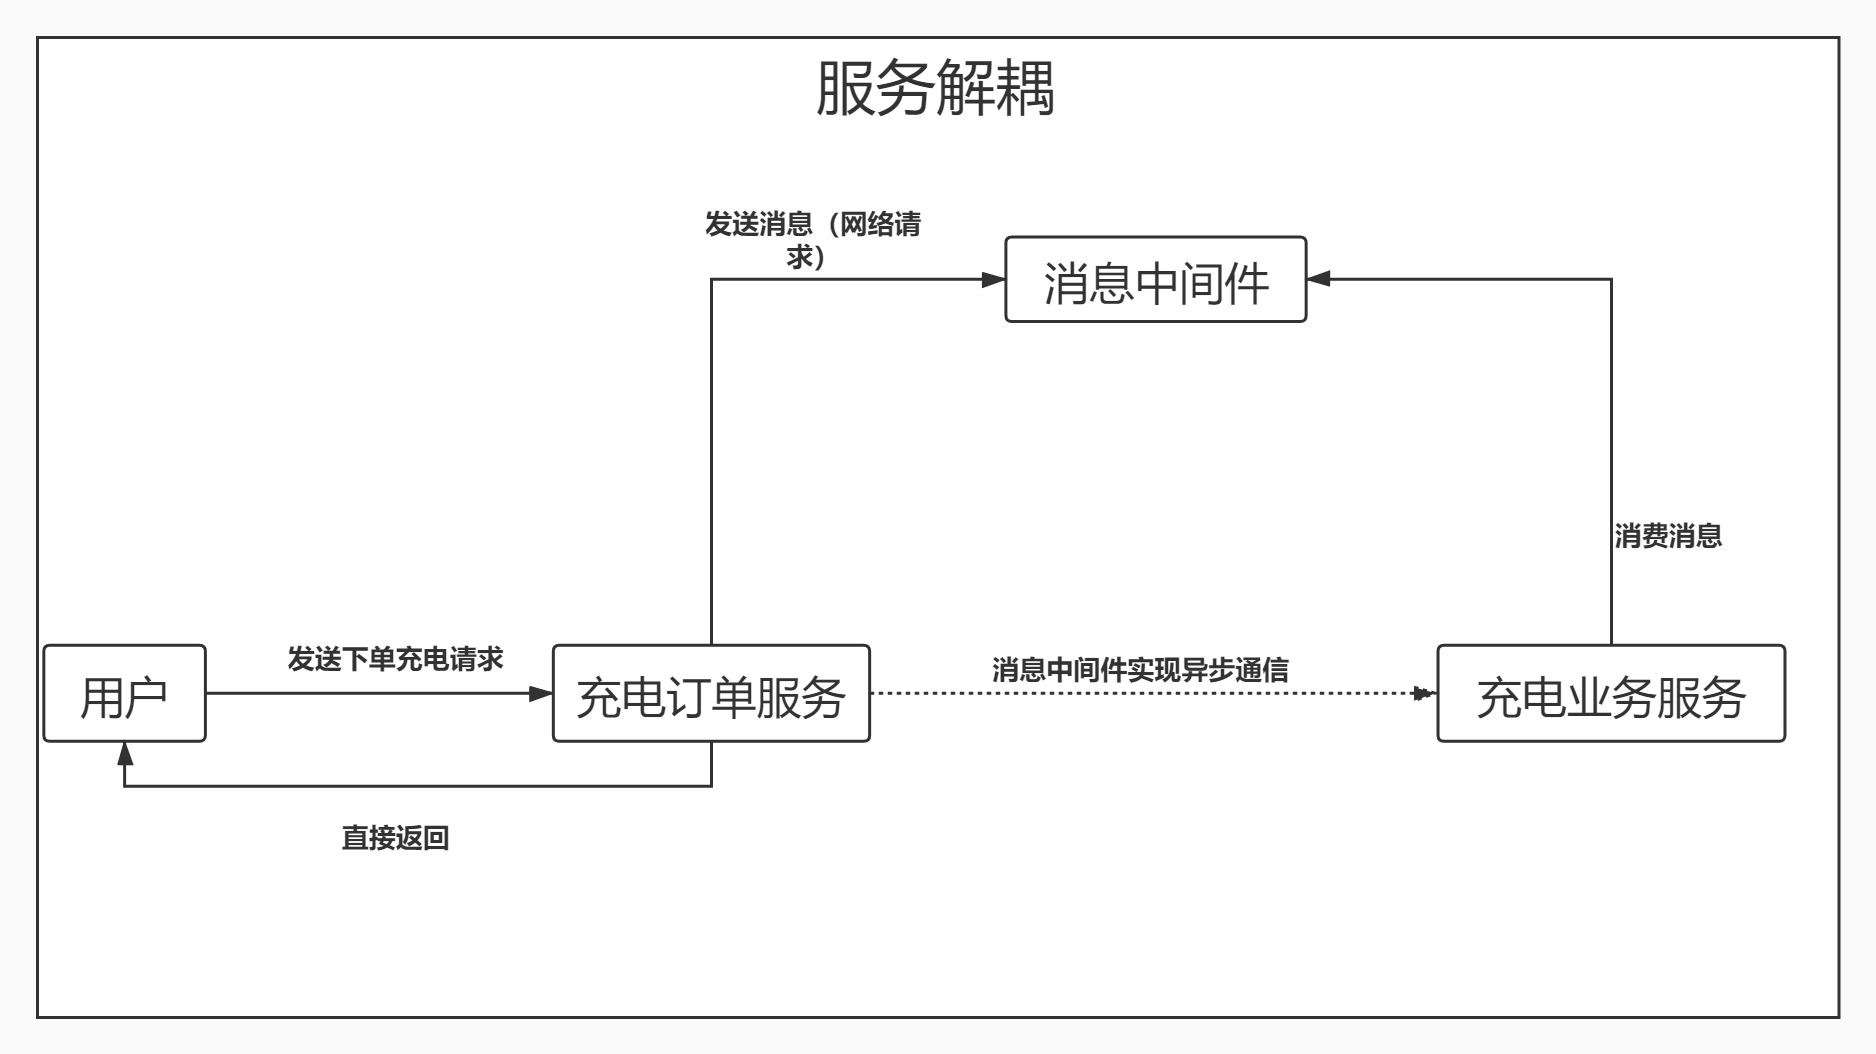 服务解耦
发送消息（网络请
求）
消息中间件
消费消息
用户
发送下单充电请求
充电订单服务
消息中间件实现异步通信
充电业务服务
直接返回